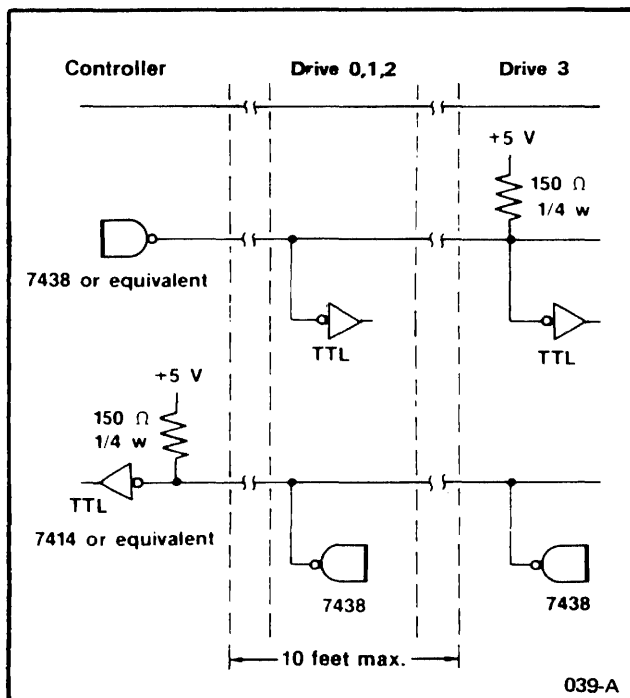 Controller
Drive 0,1,2
Drive 3
+5 V
150 Ω
1/4 w
7438 or equivalent
TTL
TTL
+5 V
150 Ω
1/4 w
TTL
7414 or equivalent
7438
7438
10 feet max.
039-A